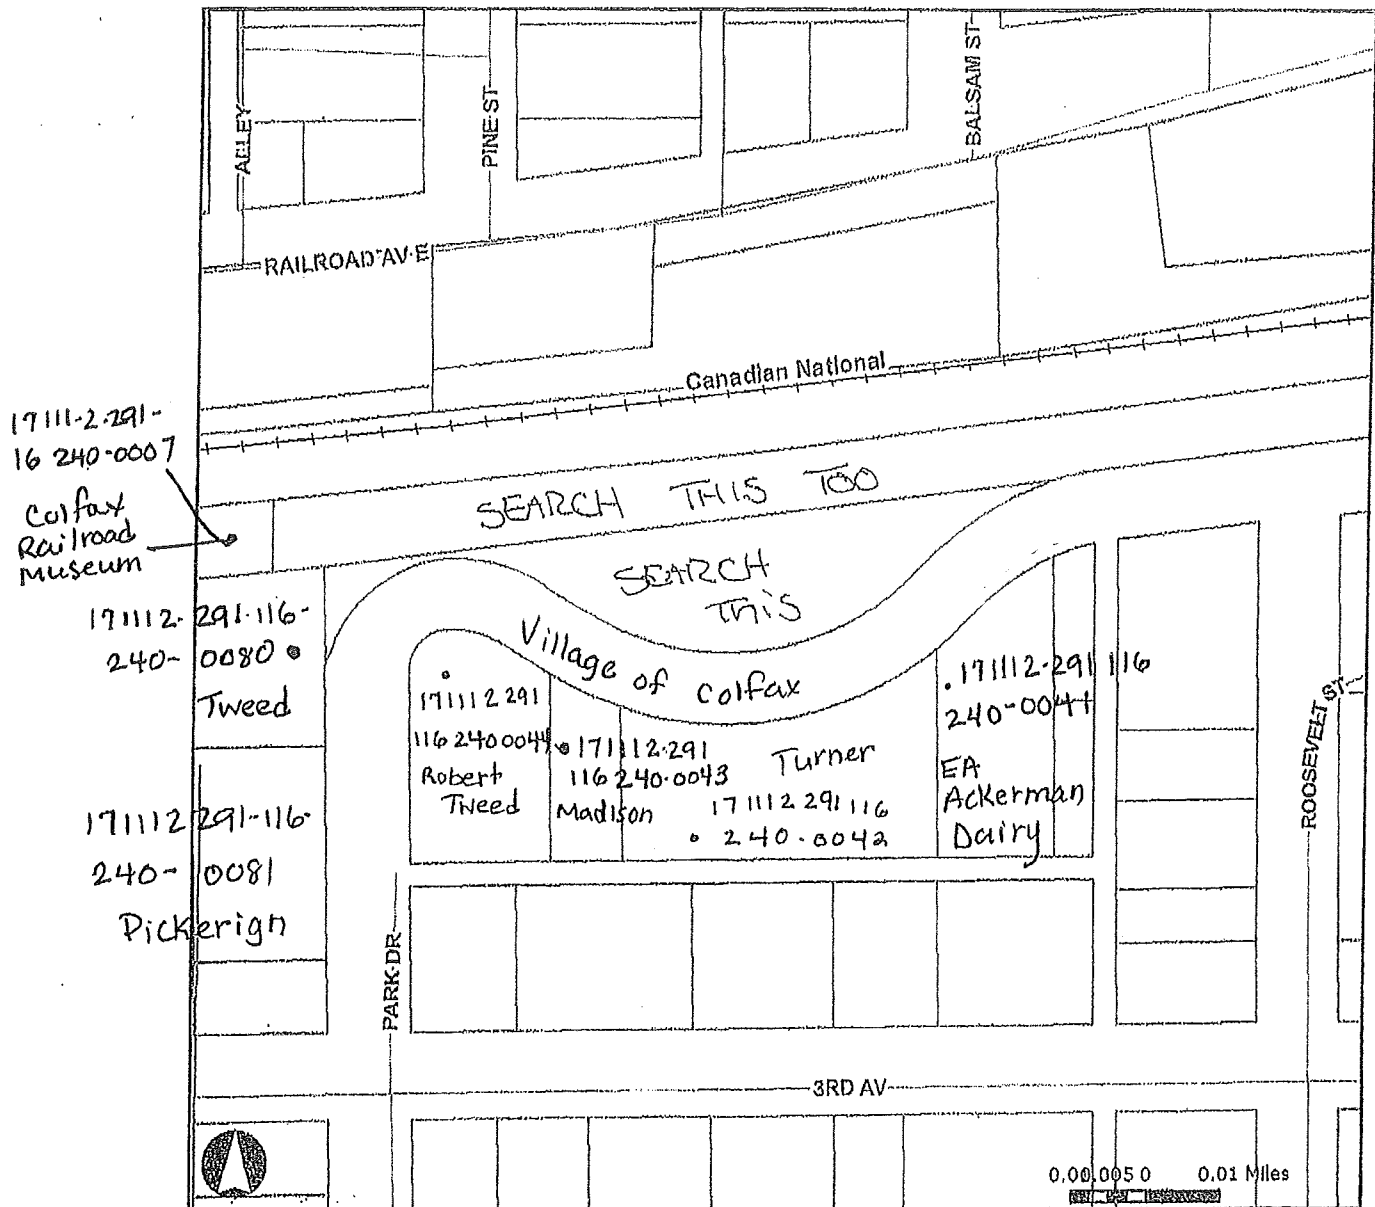 ALLEY
PINE ST
BALSAM ST
RAILROAD AV E
Canadian National
17111-2-291-
16 240-0007
Colfax
Railroad
Museum
SEARCH THIS TOO
SEARCH
THIS
171112-291-116-
240-0080
Tweed
Village of Colfax
171112 291
116 240 0044
Robert
Tweed
171112-291
116 240-0043
Madison
Turner
171112 291 116
240-0042
171112-291 116
240-0041
EA
Ackerman
Dairy
ROOSEVELT ST
171112 291-116-
240-0081
Pickerign
PARK DR
3RD AV
0.00.005 0 0.01 Miles